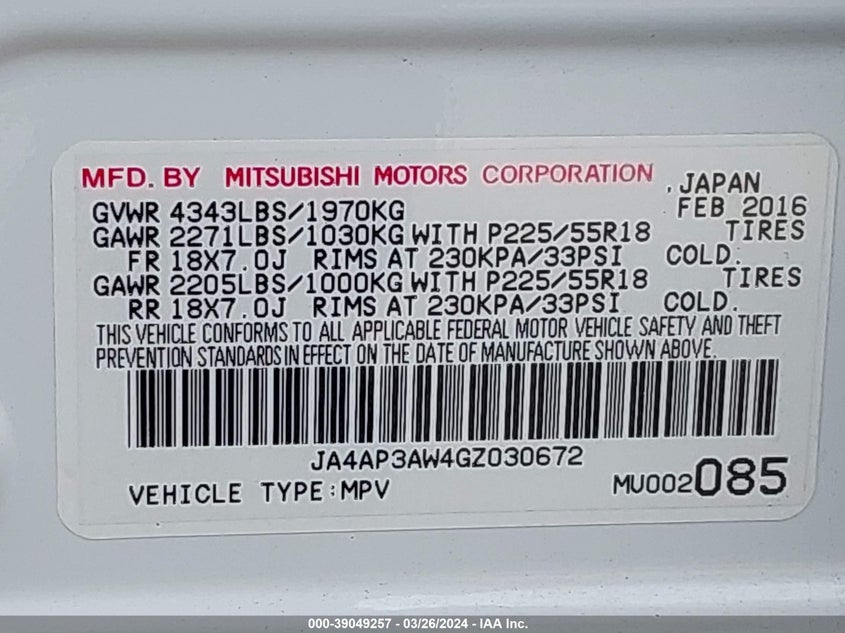 MFD. BY MITSUBISHI MOTORS CORPORATION , JAPAN
GVWR 4343LBS/1970KG FEB 2016
GAWR 2271LBS/1030KG WITH P225/55R18 TIRES
FR 18X7.0J RIMS AT 230KPA/33PSI COLD.
GAWR 2205LBS/1000KG WITH P225/55R18 TIRES
RR 18X7.0J RIMS AT 230KPA/33PSI COLD.
THIS VEHICLE CONFORMS TO ALL APPLICABLE FEDERAL MOTOR VEHICLE SAFETY AND THEFT
PREVENTION STANDARDS IN EFFECT ON THE DATE OF MANUFACTURE SHOWN ABOVE.
JA4AP3AW4GZ030672
VEHICLE TYPE:MPV MU002085
000-39049257 - 03/26/2024 - IAA Inc.